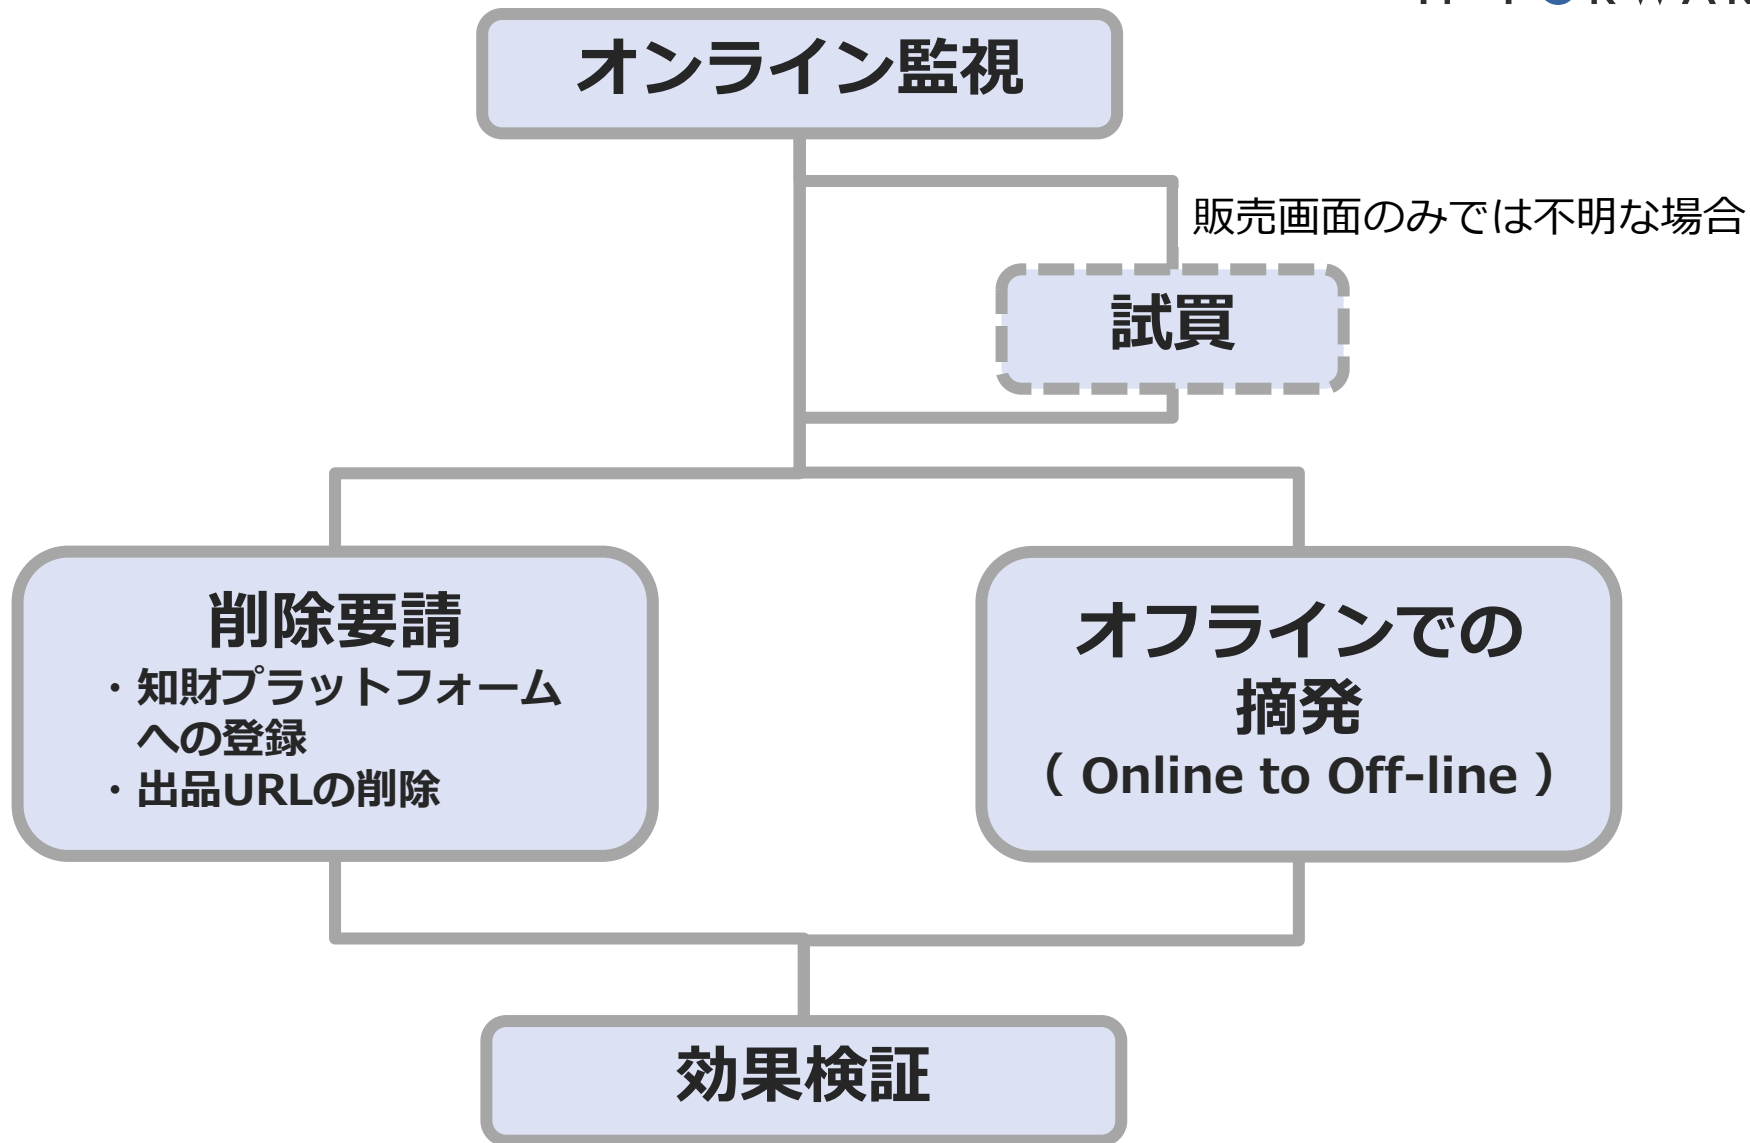 オンライン監視
販売画面のみでは不明な場合
試買
削除要請
・知財プラットフォーム
への登録
・出品URLの削除
オフラインでの
摘発
（ Online to Off-line ）
効果検証